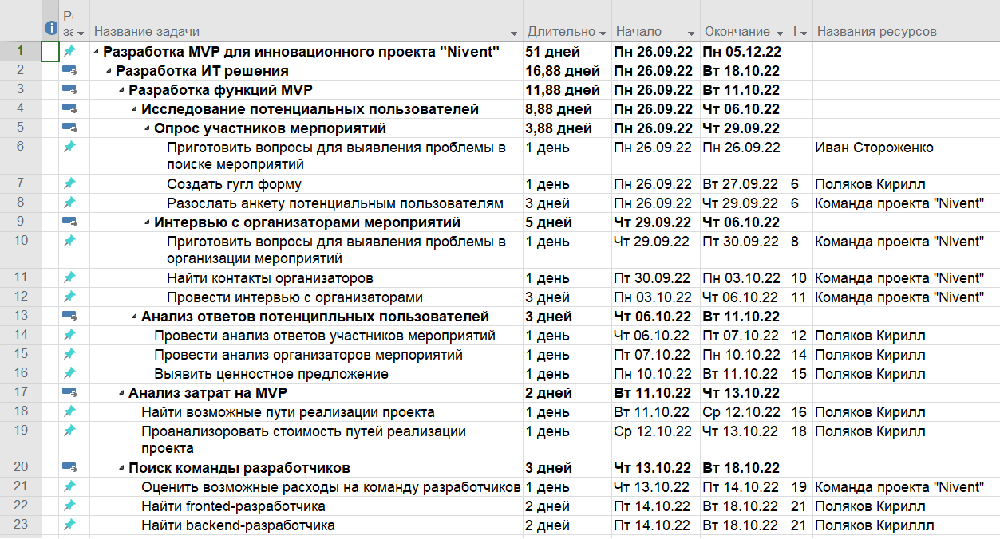 Ре
за Название задачи Длительно Начало Окончание П Названия ресурсов
1 Разработка MVP для инновационного проекта "Nivent" 51 дней Пн 26.09.22 Пн 05.12.22
2 Разработка ИТ решения 16,88 дней Пн 26.09.22 Вт 18.10.22
3 Разработка функций MVP 11,88 дней Пн 26.09.22 Вт 11.10.22
4 Исследование потенциальных пользователей 8,88 дней Пн 26.09.22 Чт 06.10.22
5 Опрос участников мерпориятий 3,88 дней Пн 26.09.22 Чт 29.09.22
6 Приготовить вопросы для выявления проблемы в 1 день Пн 26.09.22 Пн 26.09.22 Иван Стороженко
поиске мероприятий
7 Создать гугл форму 1 день Пн 26.09.22 Вт 27.09.22 6 Поляков Кирилл
8 Разослать анкету потенциальным пользователям 3 дней Пн 26.09.22 Чт 29.09.22 6 Команда проекта "Nivent"
9 Интервью с организаторами мероприятий 5 дней Чт 29.09.22 Чт 06.10.22
10 Приготовить вопросы для выявления проблемы в 1 день Чт 29.09.22 Пт 30.09.22 8 Команда проекта "Nivent"
организации мероприятий
11 Найти контакты организаторов 1 день Пт 30.09.22 Пн 03.10.22 10 Команда проекта "Nivent"
12 Провести интервью с организаторами 3 дней Пн 03.10.22 Чт 06.10.22 11 Команда проекта "Nivent"
13 Анализ ответов потенципльных пользователей 3 дней Чт 06.10.22 Вт 11.10.22
14 Провести анализ ответов участников мероприятий 1 день Чт 06.10.22 Пт 07.10.22 12 Поляков Кирилл
15 Провести анализ организаторов мерпориятий 1 день Пт 07.10.22 Пн 10.10.22 14 Поляков Кирилл
16 Выявить ценностное предложение 1 день Пн 10.10.22 Вт 11.10.22 15 Поляков Кирилл
17 Анализ затрат на MVP 2 дней Вт 11.10.22 Чт 13.10.22
18 Найти возможные пути реализации проекта 1 день Вт 11.10.22 Ср 12.10.22 16 Поляков Кирилл
19 Проанализоровать стоимость путей реализации 1 день Ср 12.10.22 Чт 13.10.22 18 Поляков Кирилл
проекта
20 Поиск команды разработчиков 3 дней Чт 13.10.22 Вт 18.10.22
21 Оценить возможные расходы на команду разработчиков 1 день Чт 13.10.22 Пт 14.10.22 19 Команда проекта "Nivent"
22 Найти fronted-разработчика 2 дней Пт 14.10.22 Вт 18.10.22 21 Поляков Кирилл
23 Найти backend-разработчика 2 дней Пт 14.10.22 Вт 18.10.22 21 Поляков Кириллл